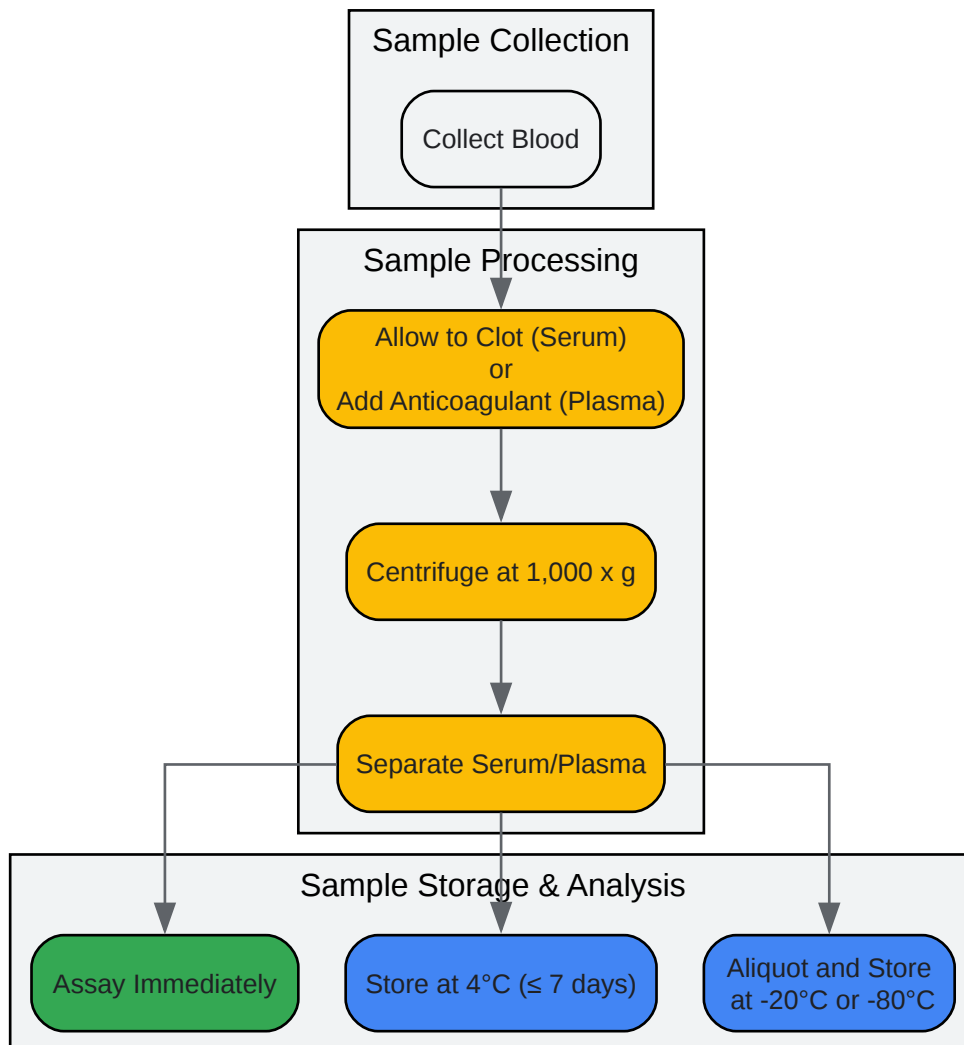 Sample Collection
Collect Blood
Sample Processing
Allow to Clot (Serum)
or
Add Anticoagulant (Plasma)
Centrifuge at 1,000 x g
Separate Serum/Plasma
Sample Storage & Analysis
Assay Immediately
Store at 4°C (≤ 7 days)
Aliquot and Store
at -20°C or -80°C